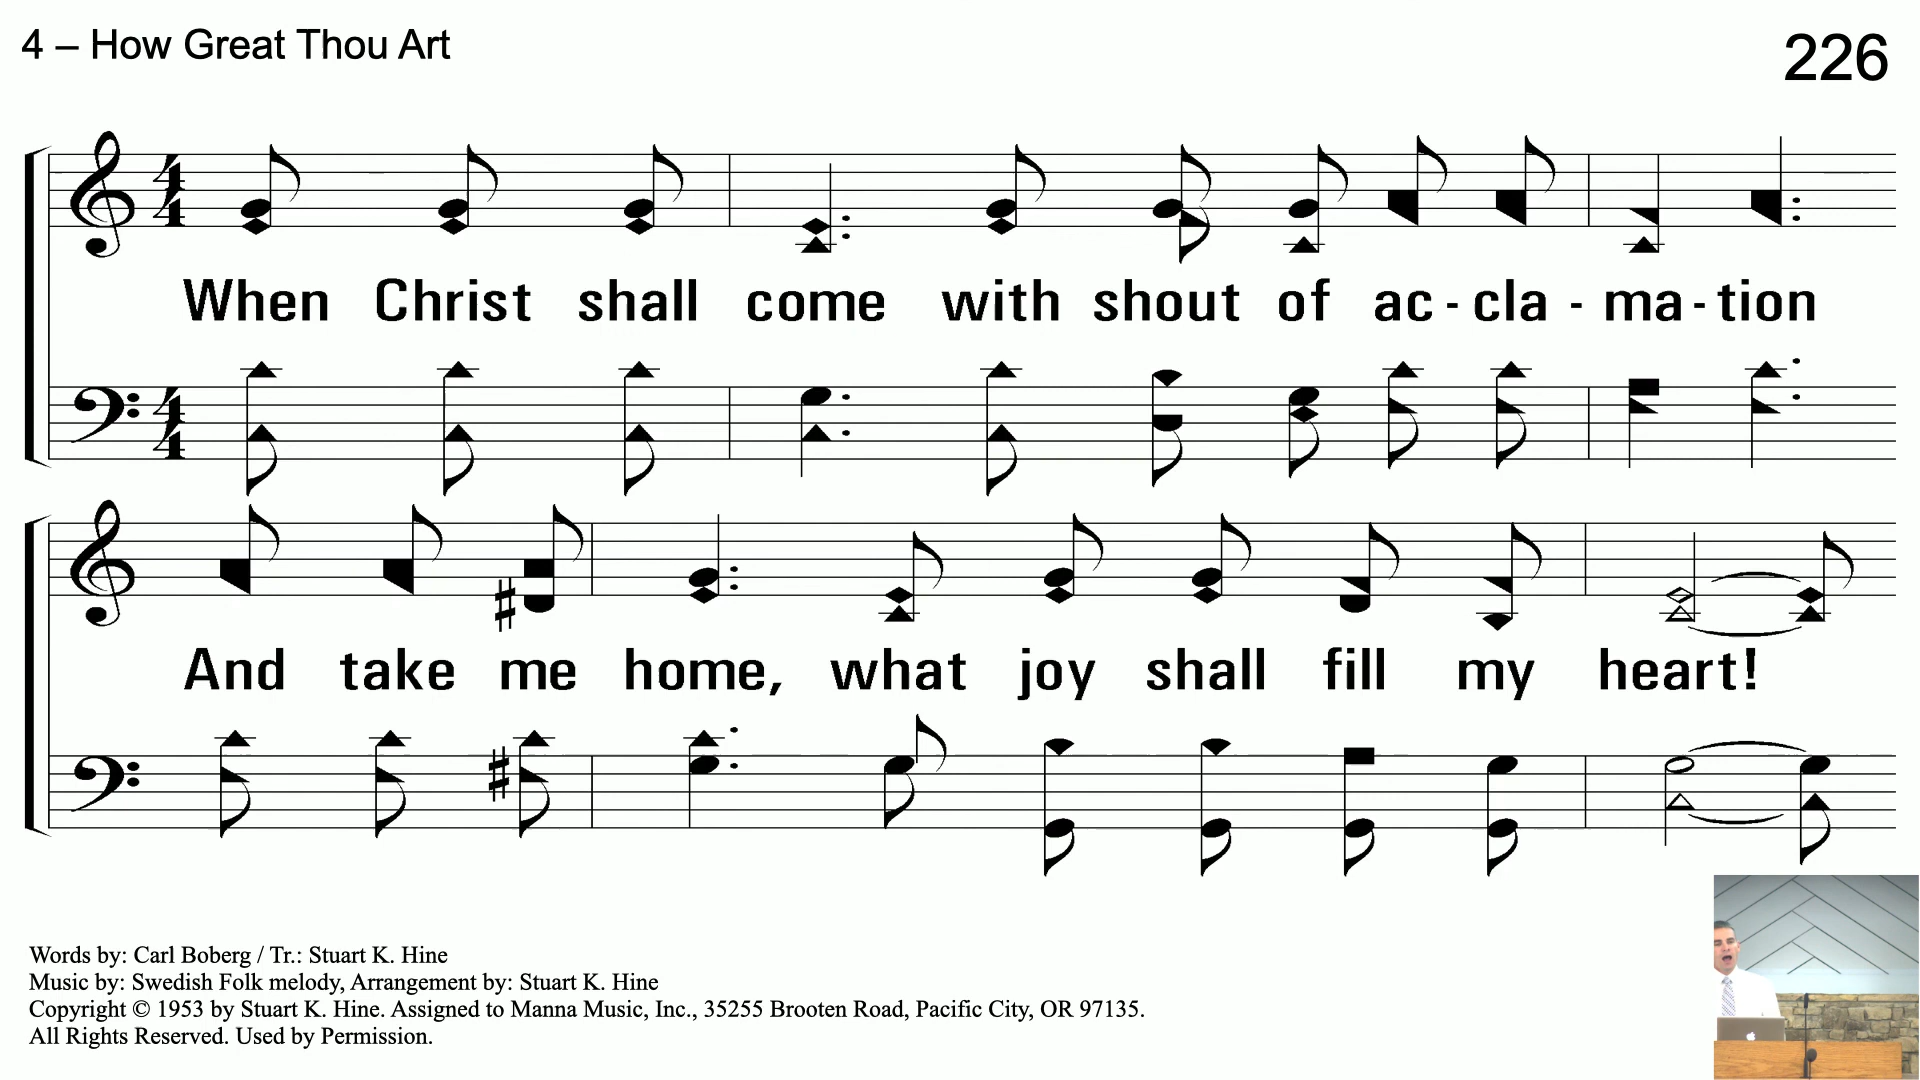 4 – How Great Thou Art
226
When Christ shall come with shout of ac - cla - ma - tion
And take me home, what joy shall fill my heart!
Words by: Carl Boberg / Tr.: Stuart K. Hine
Music by: Swedish Folk melody, Arrangement by: Stuart K. Hine
Copyright © 1953 by Stuart K. Hine. Assigned to Manna Music, Inc., 35255 Brooten Road, Pacific City, OR 97135.
All Rights Reserved. Used by Permission.